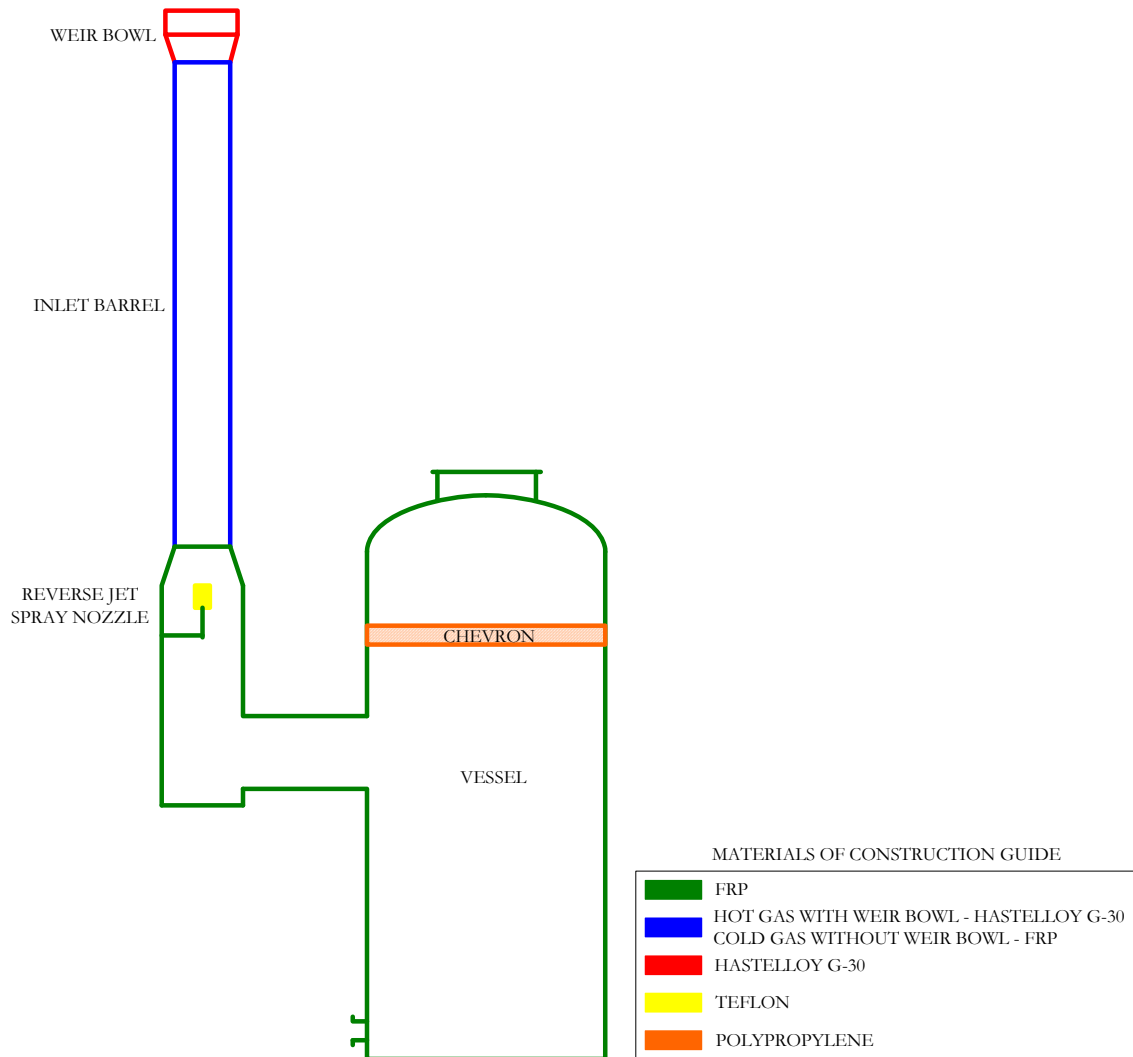 WEIR BOWL
INLET BARREL
REVERSE JET
SPRAY NOZZLE
CHEVRON
VESSEL
MATERIALS OF CONSTRUCTION GUIDE
FRP
HOT GAS WITH WEIR BOWL - HASTELLOY G-30
COLD GAS WITHOUT WEIR BOWL - FRP
HASTELLOY G-30
TEFLON
POLYPROPYLENE